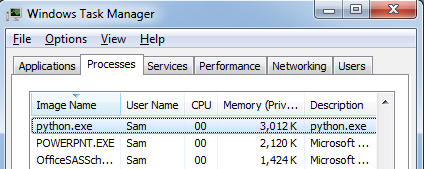 Windows Task Manager
File Options View Help
Applications Processes Services Performance Networking Users
Image Name User Name CPU Memory (Priv... Description
python.exe Sam 00 3,012 K python.exe
POWERPNT.EXE Sam 00 2,120 K Microsoft ...
OfficeSASSch... Sam 00 1,424 K Microsoft ...